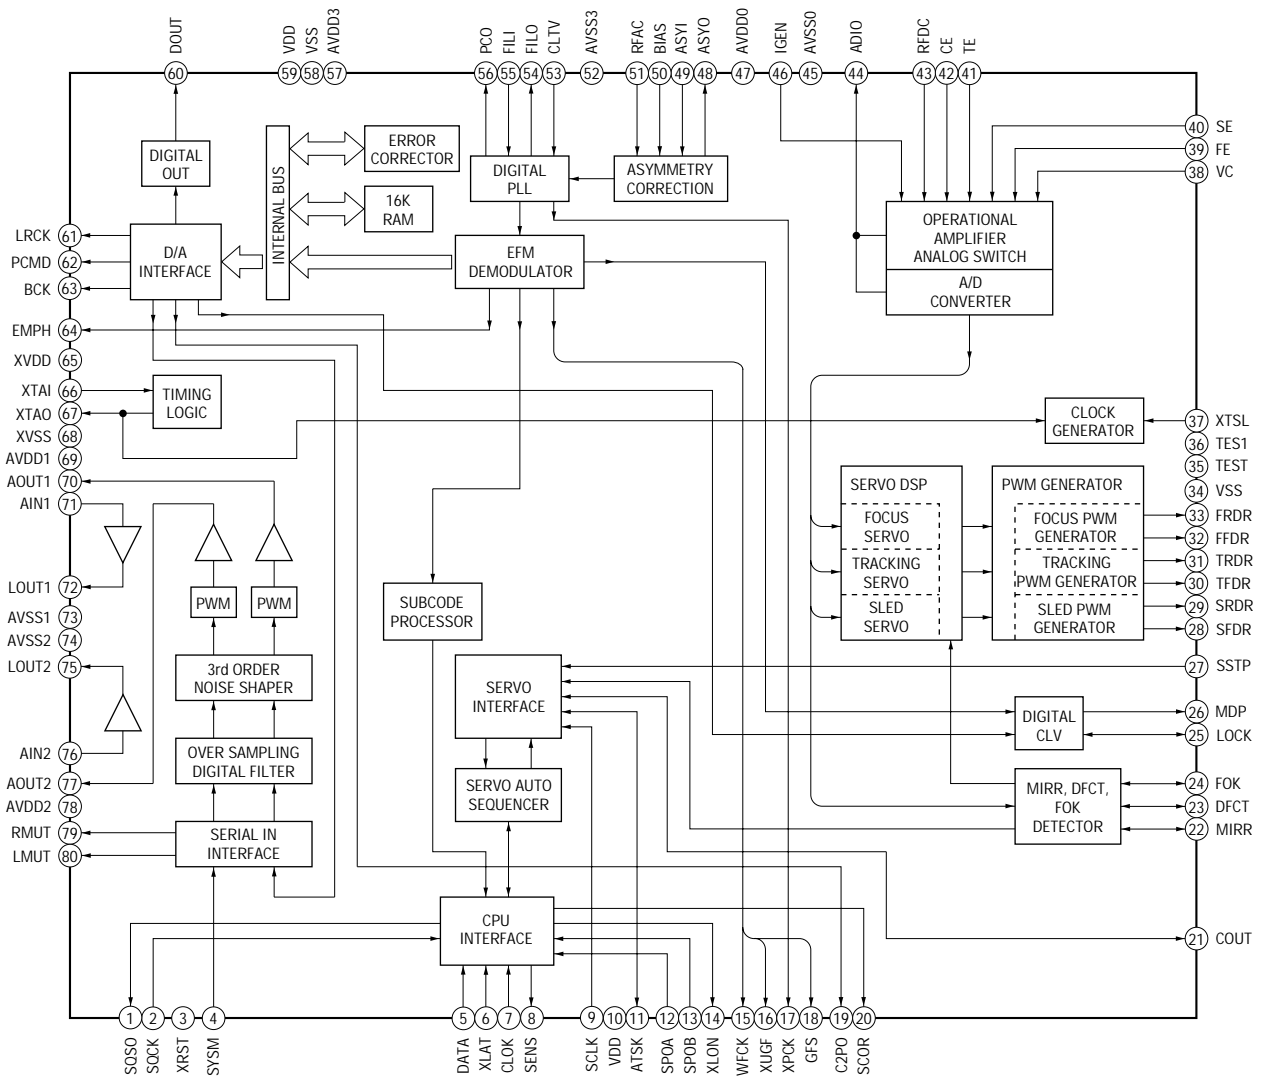 DOUT
VDD
VSS
AVDD3
PCO
FILI
FILO
CLTV
AVSS3
RFAC
BIAS
ASYI
ASYO
AVDD0
IGEN
AVSS0
ADIO
RFDC
CE
TE
60
59
58
57
56
55
54
53
52
51
50
49
48
47
46
45
44
43
42
41
40 SE
39 FE
38 VC
37 XTSL
36 TES1
35 TEST
34 VSS
33 FRDR
32 FFDR
31 TRDR
30 TFDR
29 SRDR
28 SFDR
27 SSTP
26 MDP
25 LOCK
24 FOK
23 DFCT
22 MIRR
21 COUT
LRCK 61
PCMD 62
BCK 63
EMPH 64
XVDD 65
XTAI 66
XTAO 67
XVSS 68
AVDD1 69
AOUT1 70
AIN1 71
LOUT1 72
AVSS1 73
AVSS2 74
LOUT2 75
AIN2 76
AOUT2 77
AVDD2 78
RMUT 79
LMUT 80
DIGITAL
OUT
D/A
INTERFACE
INTERNAL BUS
ERROR
CORRECTOR
16K
RAM
DIGITAL
PLL
ASYMMETRY
CORRECTION
EFM
DEMODULATOR
OPERATIONAL
AMPLIFIER
ANALOG SWITCH
A/D
CONVERTER
TIMING
LOGIC
CLOCK
GENERATOR
SERVO DSP
FOCUS
SERVO
TRACKING
SERVO
SLED
SERVO
PWM GENERATOR
FOCUS PWM
GENERATOR
TRACKING
PWM GENERATOR
SLED PWM
GENERATOR
PWM
PWM
SUBCODE
PROCESSOR
3rd ORDER
NOISE SHAPER
SERVO
INTERFACE
OVER SAMPLING
DIGITAL FILTER
SERVO AUTO
SEQUENCER
DIGITAL
CLV
MIRR, DFCT,
FOK
DETECTOR
SERIAL IN
INTERFACE
CPU
INTERFACE
1
2
3
4
5
6
7
8
9
10
11
12
13
14
15
16
17
18
19
20
SQSO
SQCK
XRST
SYSM
DATA
XLAT
CLOK
SENS
SCLK
VDD
ATSK
SPOA
SPOB
XLON
WFCK
XUGF
XPCK
GFS
C2PO
SCOR